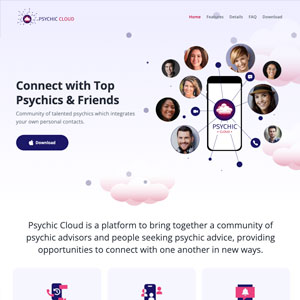 PSYCHIC CLOUD
Home Features Details FAQ Download
Connect with Top
Psychics & Friends
Community of talented psychics which integrates
your own personal contacts.
Download
PSYCHIC
CLOUD
Psychic Cloud is a platform to bring together a community of
psychic advisors and people seeking psychic advice, providing
opportunities to connect with one another in new ways.